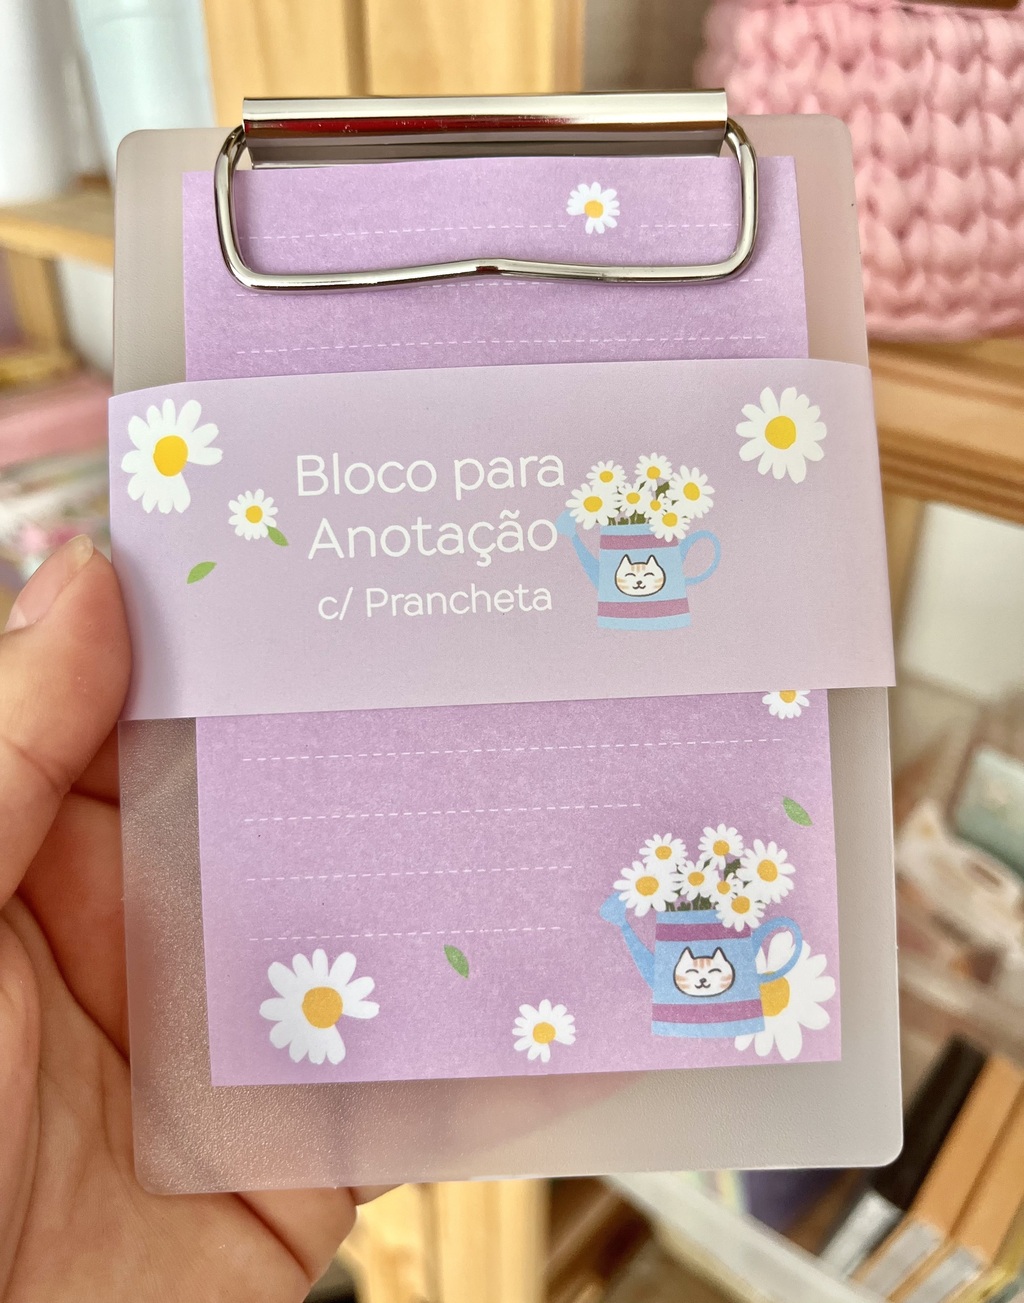 Bloco para
Anotação
c/ Prancheta